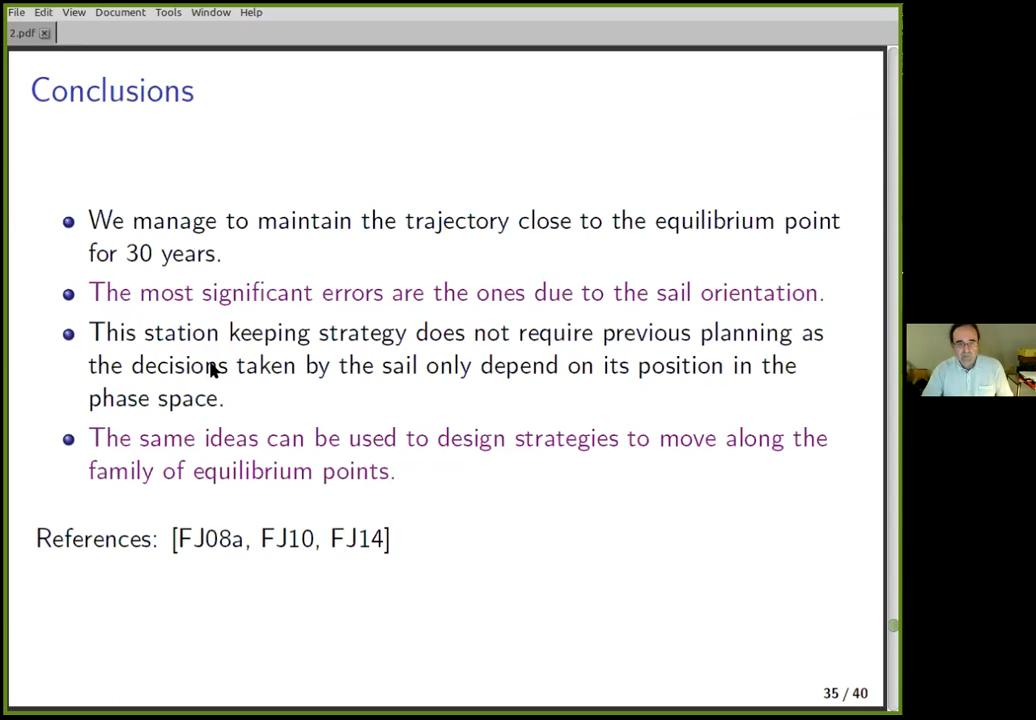 File Edit View Document Tools Window Help
2.pdf
Conclusions
We manage to maintain the trajectory close to the equilibrium point
for 30 years.
The most significant errors are the ones due to the sail orientation.
This station keeping strategy does not require previous planning as
the decisions taken by the sail only depend on its position in the
phase space.
The same ideas can be used to design strategies to move along the
family of equilibrium points.
References: [FJ08a, FJ10, FJ14]
35 / 40